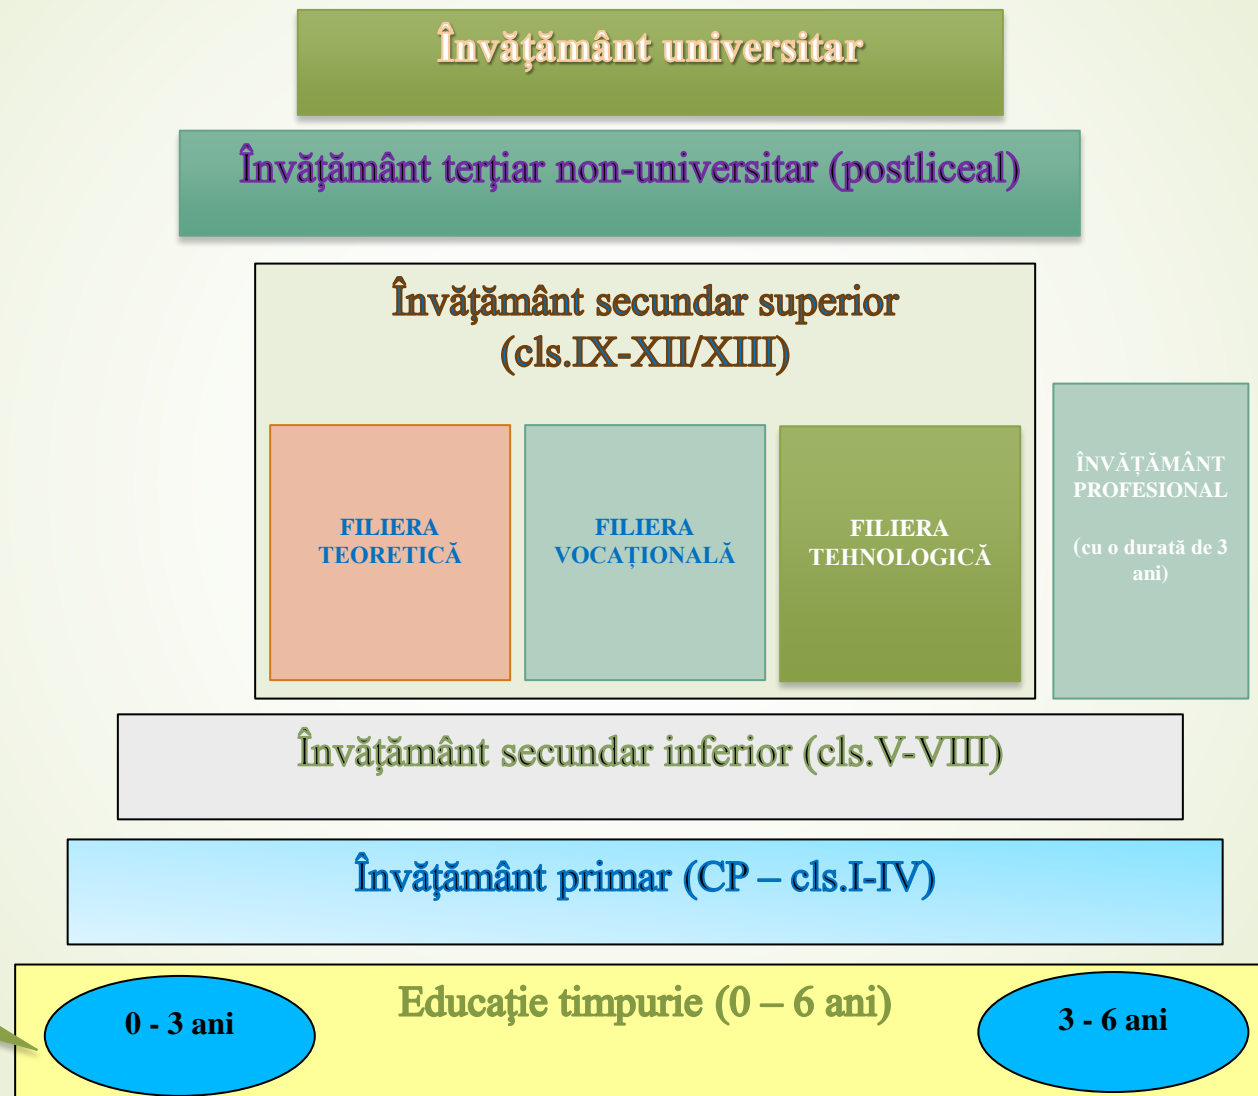 Învățământ universitar
Învățământ terțiar non-universitar (postliceal)
Învățământ secundar superior
(cls.IX-XII/XIII)
FILIERA
TEORETICĂ
FILIERA
VOCAȚIONALĂ
FILIERA
TEHNOLOGICĂ
ÎNVĂȚĂMÂNT
PROFESIONAL
(cu o durată de 3
ani)
Învățământ secundar inferior (cls.V-VIII)
Învățământ primar (CP – cls.I-IV)
Educație timpurie (0 – 6 ani)
0 - 3 ani
3 - 6 ani